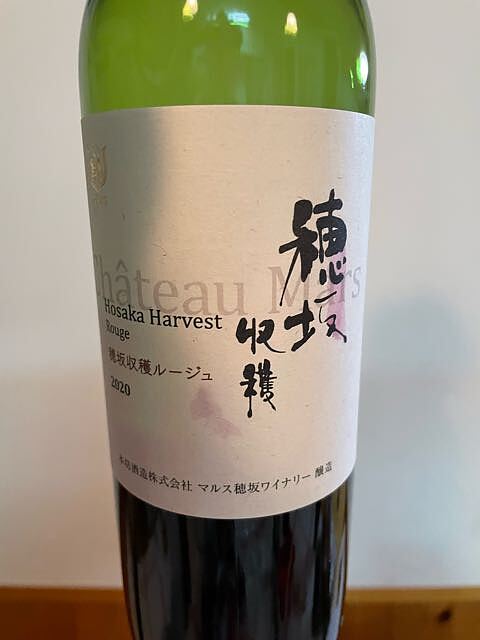 Château Mars
穂坂
収穫
Hosaka Harvest
Rouge
穂坂収穫ルージュ
2020
本坊酒造株式会社 マルス穂坂ワイナリー 醸造